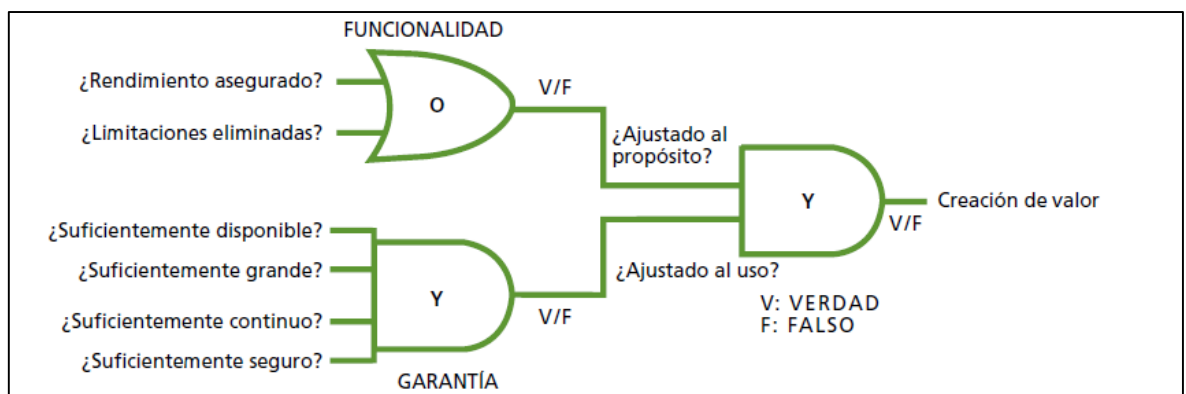 FUNCIONALIDAD
¿Rendimiento asegurado?
¿Limitaciones eliminadas?
O
V/F
¿Ajustado al
propósito?
Y
V/F
Creación de valor
¿Suficientemente disponible?
¿Suficientemente grande?
¿Suficientemente continuo?
¿Suficientemente seguro?
Y
V/F
¿Ajustado al uso?
GARANTÍA
V: VERDAD
F: FALSO